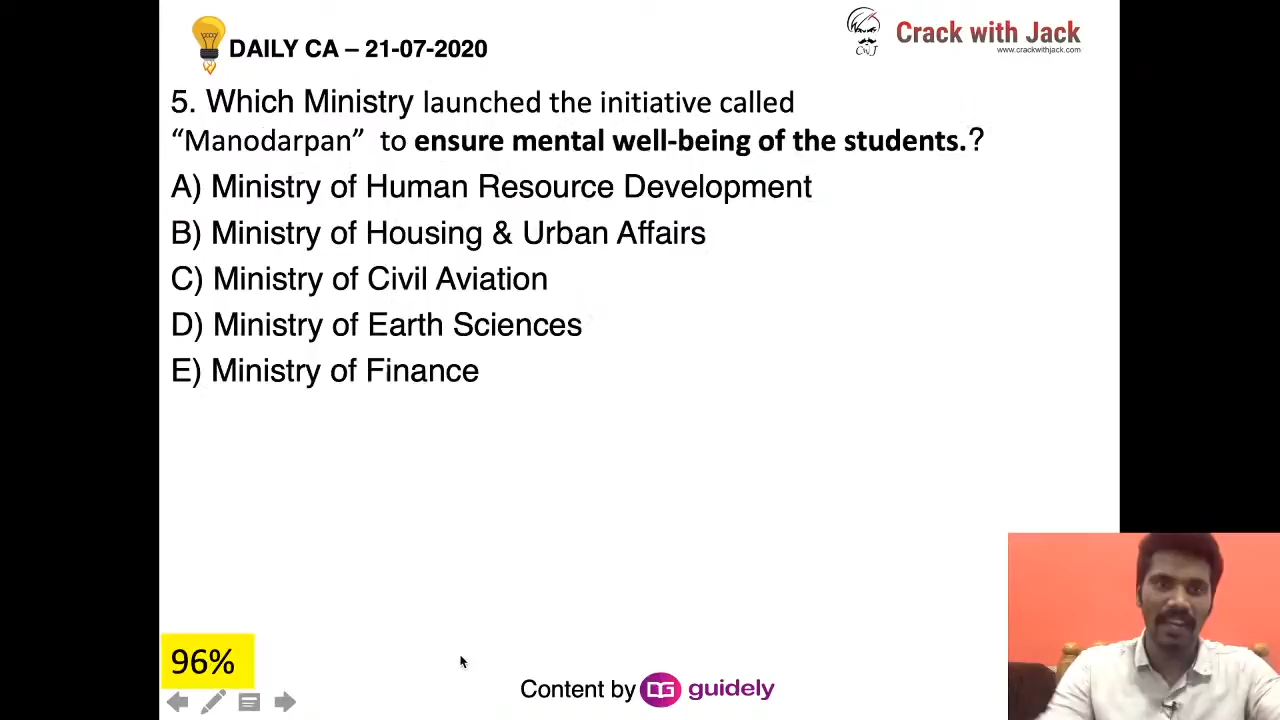 DAILY CA – 21-07-2020
Crack with Jack
www.crackwithjack.com
CWJ
5. Which Ministry launched the initiative called
“Manodarpan” to ensure mental well-being of the students.?
A) Ministry of Human Resource Development
B) Ministry of Housing & Urban Affairs
C) Ministry of Civil Aviation
D) Ministry of Earth Sciences
E) Ministry of Finance
96%
Content by guidely